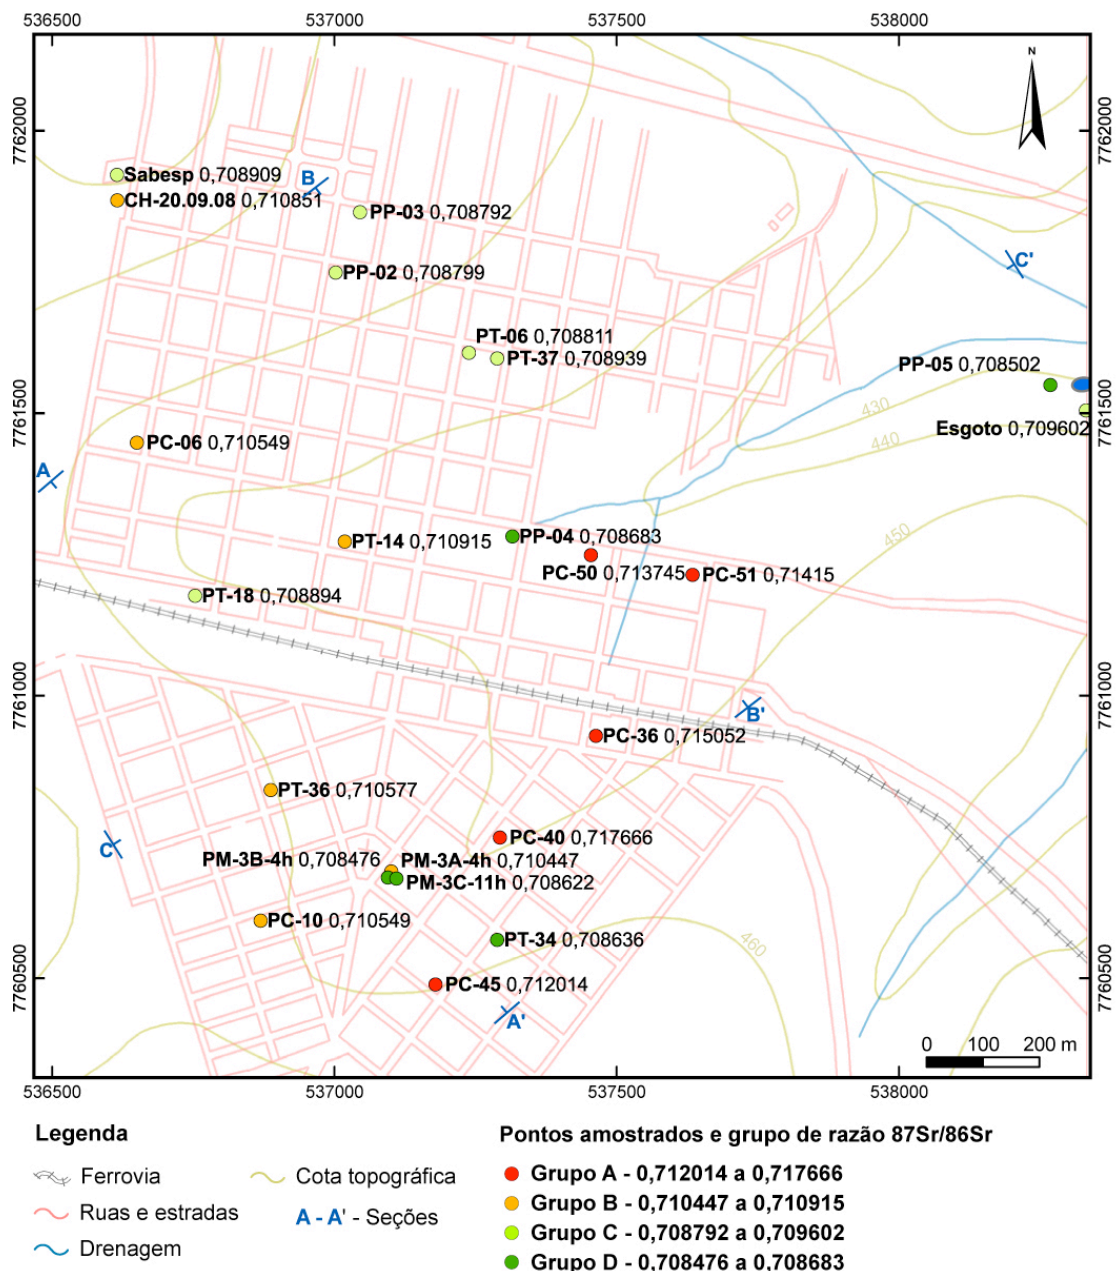 536500 537000 537500 538000
N
7762000 7762000
Sabesp 0,708909
B
CH-20.09.08 0,710851
PP-03 0,708792
C'
PP-02 0,708799
PT-06 0,708811
PT-37 0,708939
PP-05 0,708502
430
7761500 7761500
Esgoto 0,709602
440
PC-06 0,710549
A
450
PP-04 0,708683
PT-14 0,710915
PC-50 0,713745
PC-51 0,71415
PT-18 0,708894
7761000 7761000
B'
PC-36 0,715052
PT-36 0,710577
PC-40 0,717666
C
PM-3B-4h 0,708476
PM-3A-4h 0,710447
PM-3C-11h 0,708622
PC-10 0,710549
PT-34 0,708636
460
7760500 7760500
PC-45 0,712014
A'
0 100 200 m
536500 537000 537500 538000
Legenda
Ferrovia
Ruas e estradas
Drenagem
Cota topográfica
A - A' - Seções
Pontos amostrados e grupo de razão 87Sr/86Sr
Grupo A - 0,712014 a 0,717666
Grupo B - 0,710447 a 0,710915
Grupo C - 0,708792 a 0,709602
Grupo D - 0,708476 a 0,708683